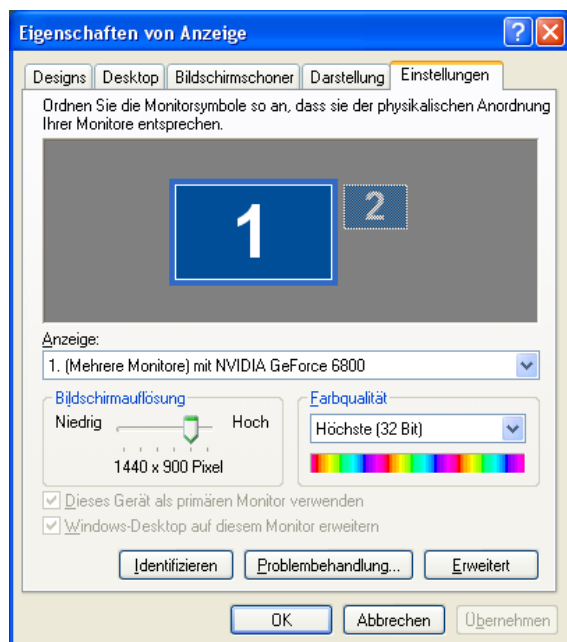 Eigenschaften von Anzeige
Designs Desktop Bildschirmschoner Darstellung Einstellungen
Ordnen Sie die Monitorsymbole so an, dass sie der physikalischen Anordnung
Ihrer Monitore entsprechen.
1 2
Anzeige:
1. (Mehrere Monitore) mit NVIDIA GeForce 6800
Bildschirmauflösung
Niedrig Hoch
1440 x 900 Pixel
Farbqualität
Höchste (32 Bit)
Dieses Gerät als primären Monitor verwenden
Windows-Desktop auf diesem Monitor erweitern
Identifizieren Problembehandlung... Erweitert
OK Abbrechen Übernehmen